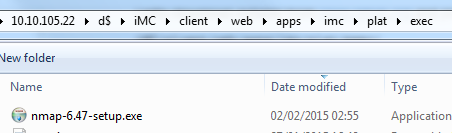 10.10.105.22 ▸ d$ ▸ iMC ▸ client ▸ web ▸ apps ▸ imc ▸ plat ▸ exec
New folder
Name Date modified Type
nmap-6.47-setup.exe 02/02/2015 02:55 Application